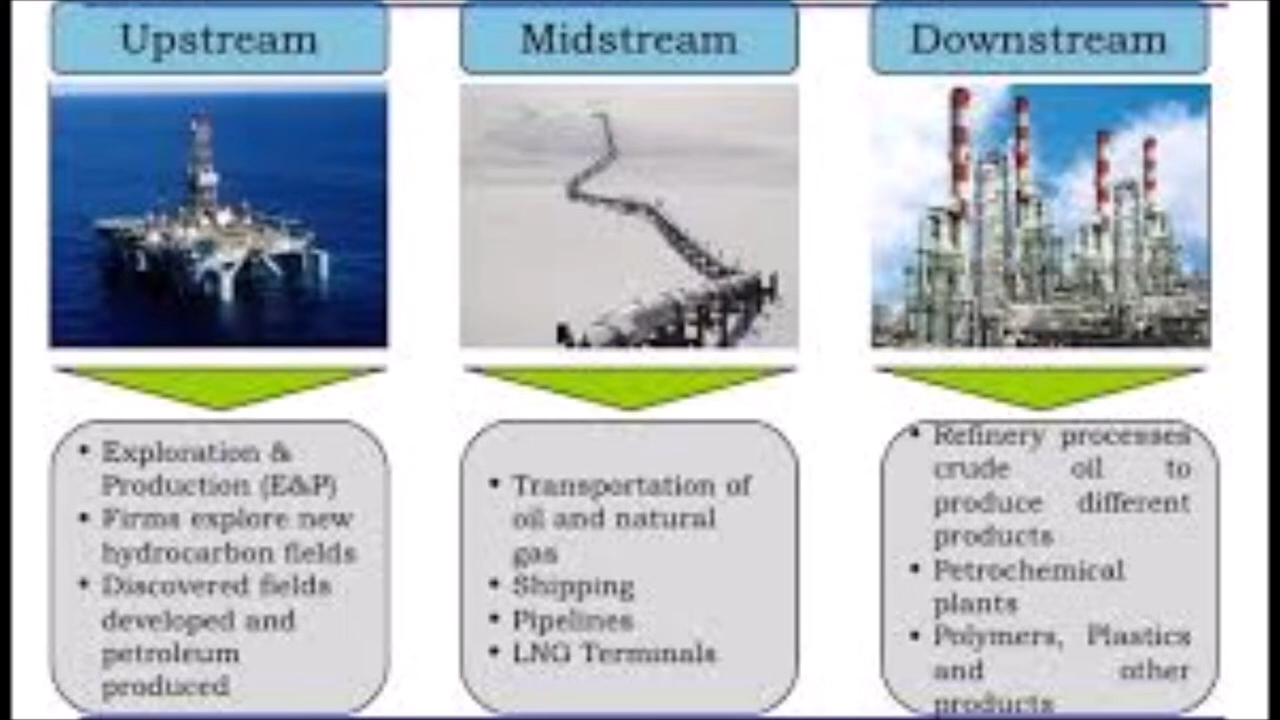 Upstream
Midstream
Downstream
• Exploration &
Production (E&P)
• Firms explore new
hydrocarbon fields
• Discovered fields
developed and
petroleum
produced
• Transportation of
oil and natural
gas
• Shipping
• Pipelines
• LNG Terminals
• Refinery processes
crude oil to
produce different
products
• Petrochemical
plants
• Polymers, Plastics
and other
products